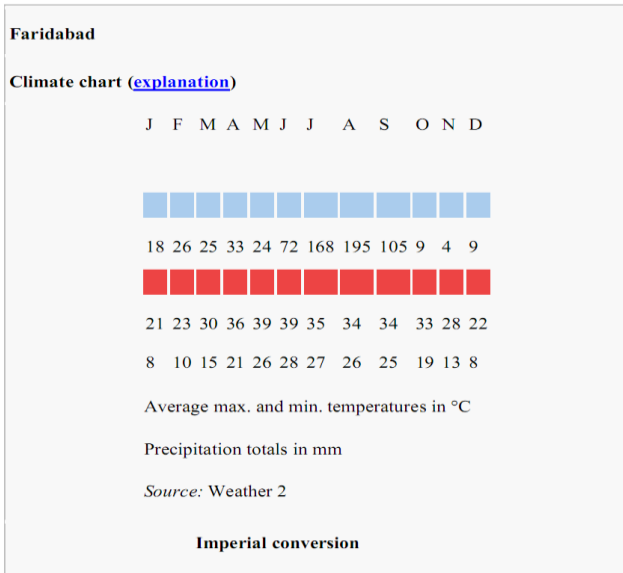 Faridabad
Climate chart (explanation)
J F M A M J J A S O N D
18 26 25 33 24 72 168 195 105 9 4 9
21 23 30 36 39 39 35 34 34 33 28 22
8 10 15 21 26 28 27 26 25 19 13 8
Average max. and min. temperatures in °C
Precipitation totals in mm
Source: Weather 2
Imperial conversion